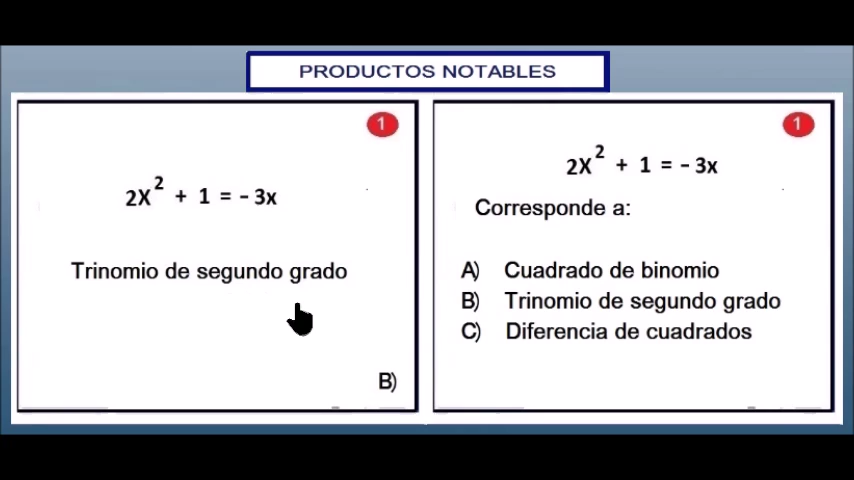 PRODUCTOS NOTABLES
1
2X² + 1 = - 3x
Trinomio de segundo grado
B)
1
2X² + 1 = - 3x
Corresponde a:
A) Cuadrado de binomio
B) Trinomio de segundo grado
C) Diferencia de cuadrados